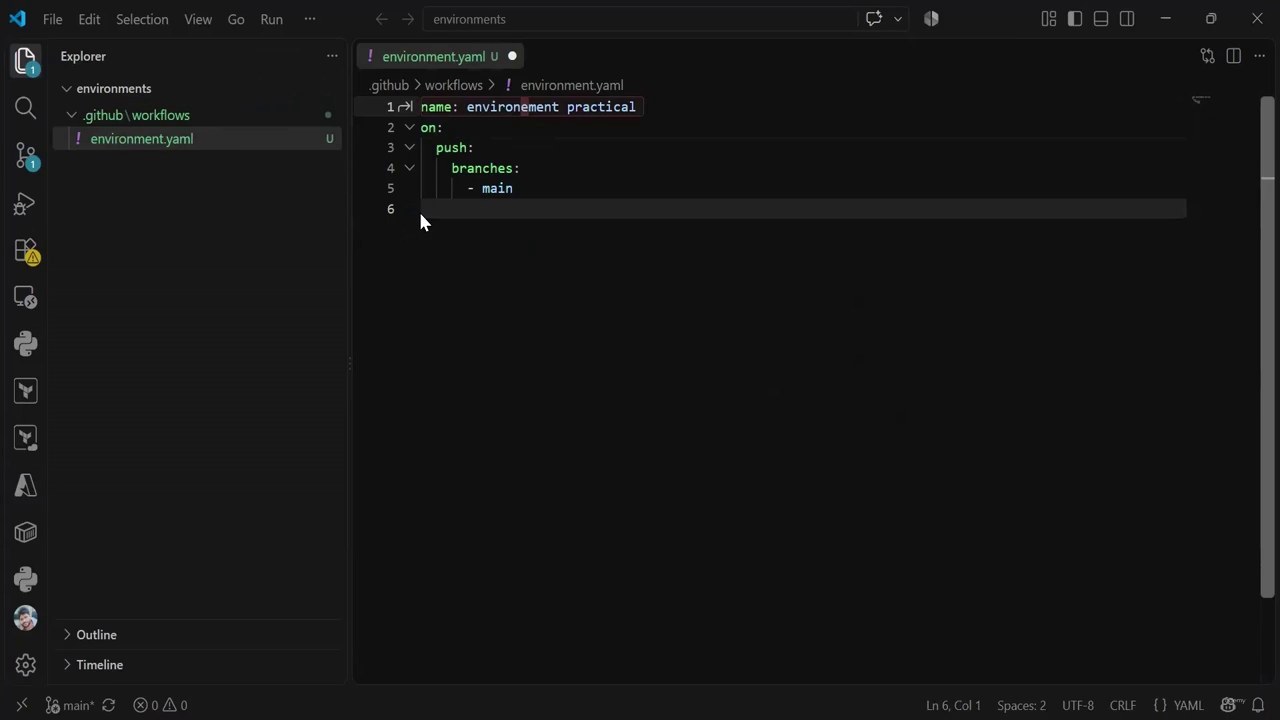 File Edit Selection View Go Run ···
environments
Explorer
environments
.github\workflows
! environment.yaml U
Outline
Timeline
! environment.yaml U
.github > workflows > ! environment.yaml
1 name: environement practical
2 on:
3 push:
4 branches:
5 - main
6
1
1
main* 0 0
Ln 6, Col 1 Spaces: 2 UTF-8 CRLF { } YAML